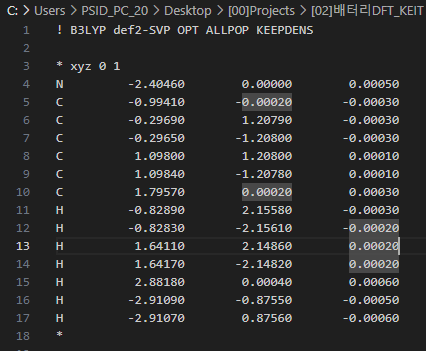 C: > Users > PSID_PC_20 > Desktop > [00]Projects > [02]배터리DFT_KEIT
1 ! B3LYP def2-SVP OPT ALLPOP KEEPDENS
2
3 * xyz 0 1
4 N -2.40460 0.00000 0.00050
5 C -0.99410 -0.00020 -0.00030
6 C -0.29690 1.20790 -0.00030
7 C -0.29650 -1.20800 -0.00030
8 C 1.09800 1.20800 0.00010
9 C 1.09840 -1.20780 0.00010
10 C 1.79570 0.00020 0.00030
11 H -0.82890 2.15580 -0.00030
12 H -0.82830 -2.15610 -0.00020
13 H 1.64110 2.14860 0.00020
14 H 1.64170 -2.14820 0.00020
15 H 2.88180 0.00040 0.00060
16 H -2.91090 -0.87550 -0.00050
17 H -2.91070 0.87560 -0.00060
18 *